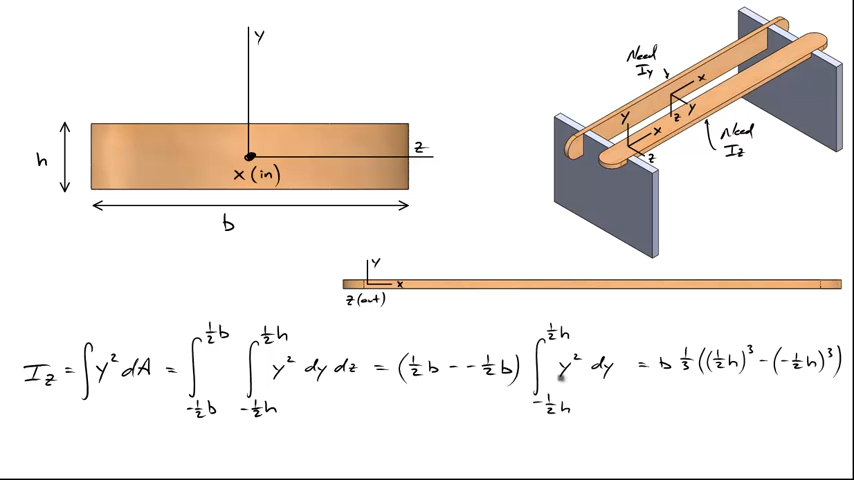 y
Need
Iy
x
y
z
y
x
z
Need
Iz
h
z
x (in)
b
y
x
z(out)
I_z = ∫ y² dA = ∫_{-½b}^{½b} ∫_{-½h}^{½h} y² dy dz = (½b - -½b) ∫_{-½h}^{½h} y² dy = b ⅓((½h)³ - (-½h)³)